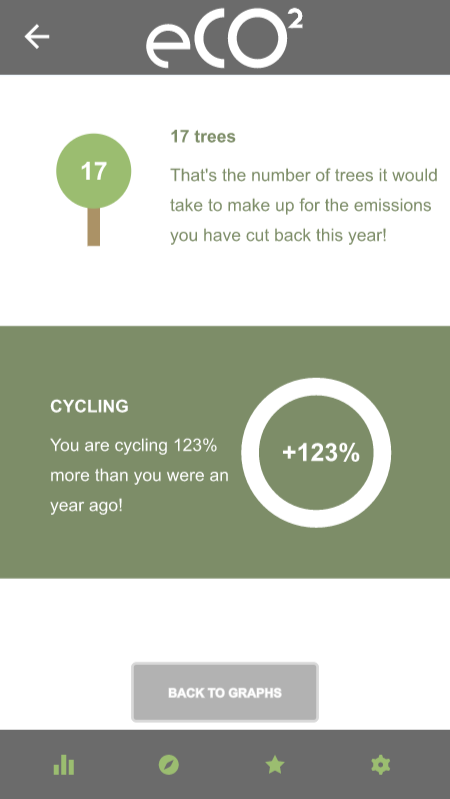 eCO²
17 trees
17
That's the number of trees it would
take to make up for the emissions
you have cut back this year!
CYCLING
You are cycling 123%
more than you were an
year ago!
+123%
BACK TO GRAPHS